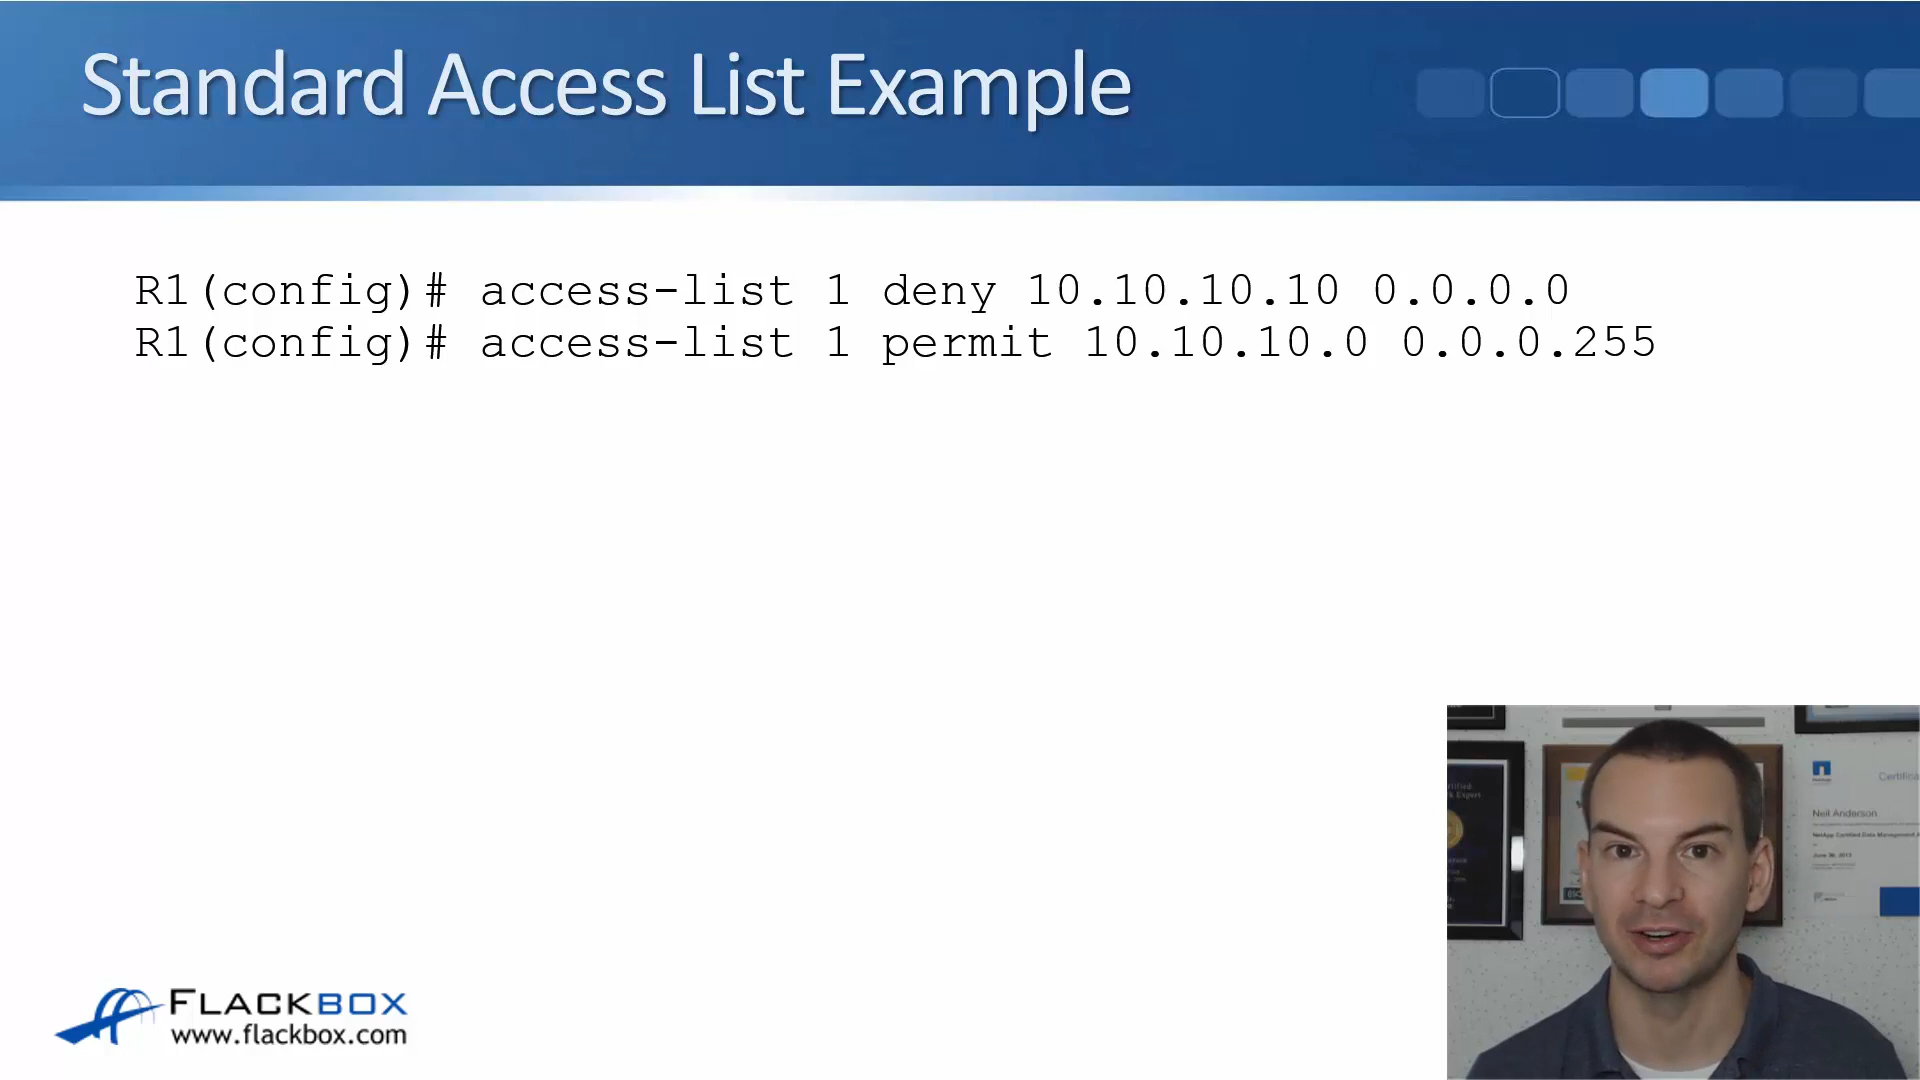 Standard Access List Example
R1(config)# access-list 1 deny 10.10.10.10 0.0.0.0
R1(config)# access-list 1 permit 10.10.10.0 0.0.0.255
Neil Anderson
FLACKBOX
www.flackbox.com